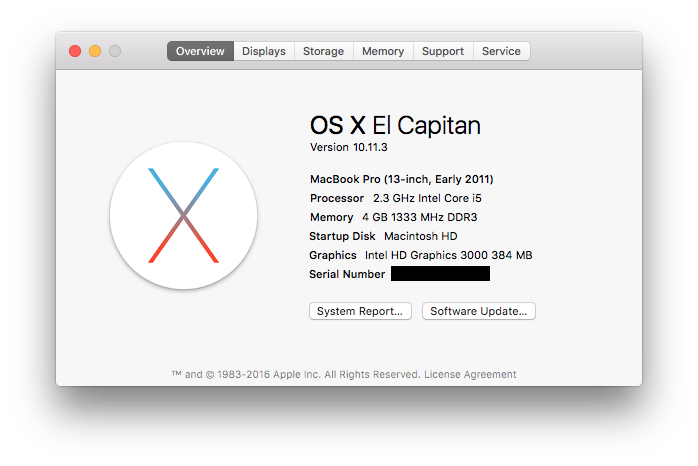 Overview Displays Storage Memory Support Service
OS X El Capitan
Version 10.11.3
MacBook Pro (13-inch, Early 2011)
Processor 2.3 GHz Intel Core i5
Memory 4 GB 1333 MHz DDR3
Startup Disk Macintosh HD
Graphics Intel HD Graphics 3000 384 MB
Serial Number
System Report... Software Update...
™ and © 1983-2016 Apple Inc. All Rights Reserved. License Agreement